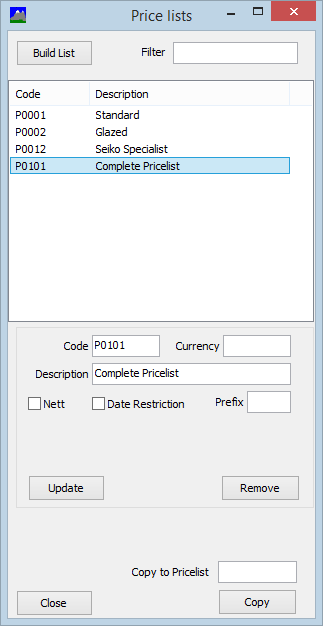 Price lists
Build List Filter
Code Description
P0001 Standard
P0002 Glazed
P0012 Seiko Specialist
P0101 Complete Pricelist
Code P0101 Currency
Description Complete Pricelist
Nett Date Restriction Prefix
Update Remove
Copy to Pricelist
Close Copy